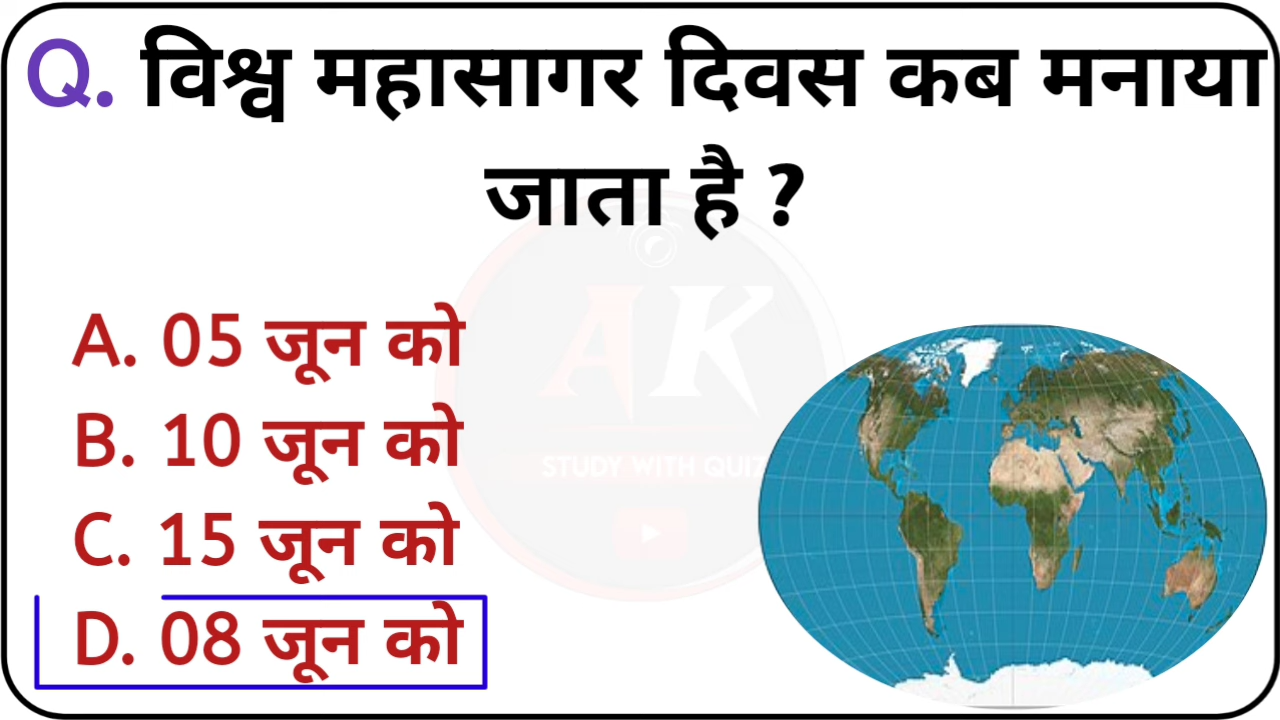 Q. विश्व महासागर दिवस कब मनाया
जाता है ?
A. 05 जून को
B. 10 जून को
C. 15 जून को
D. 08 जून को
AK
STUDY WITH QUIZ